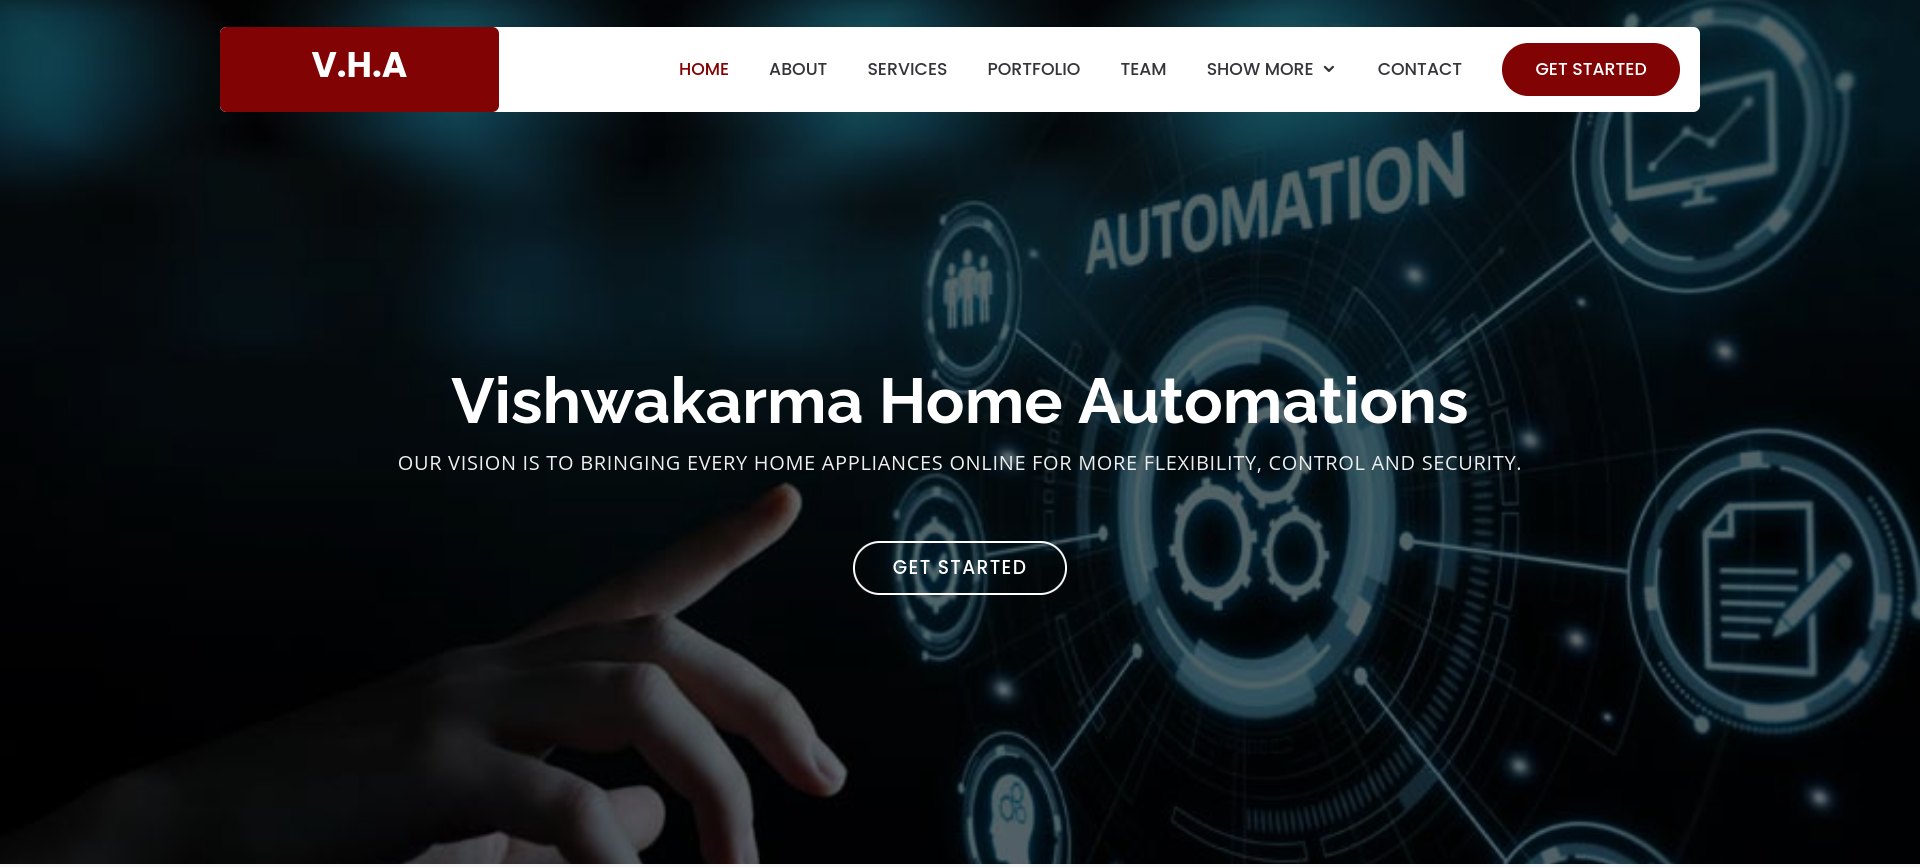 V.H.A
HOME ABOUT SERVICES PORTFOLIO TEAM SHOW MORE CONTACT GET STARTED
AUTOMATION
Vishwakarma Home Automations
OUR VISION IS TO BRINGING EVERY HOME APPLIANCES ONLINE FOR MORE FLEXIBILITY, CONTROL AND SECURITY.
GET STARTED